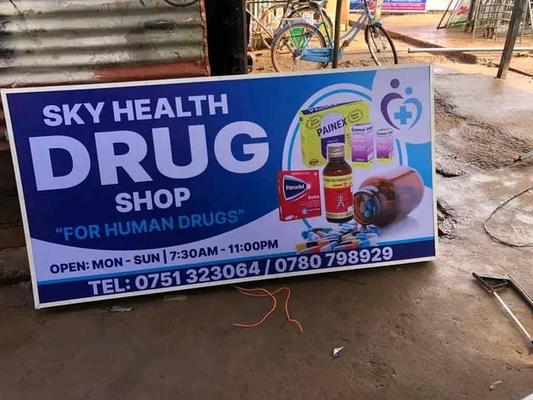 SKY HEALTH
DRUG
SHOP
"FOR HUMAN DRUGS"
OPEN: MON - SUN | 7:30AM - 11:00PM
TEL: 0751 323064 / 0780 798929
PAINEX
Panadol
Extra